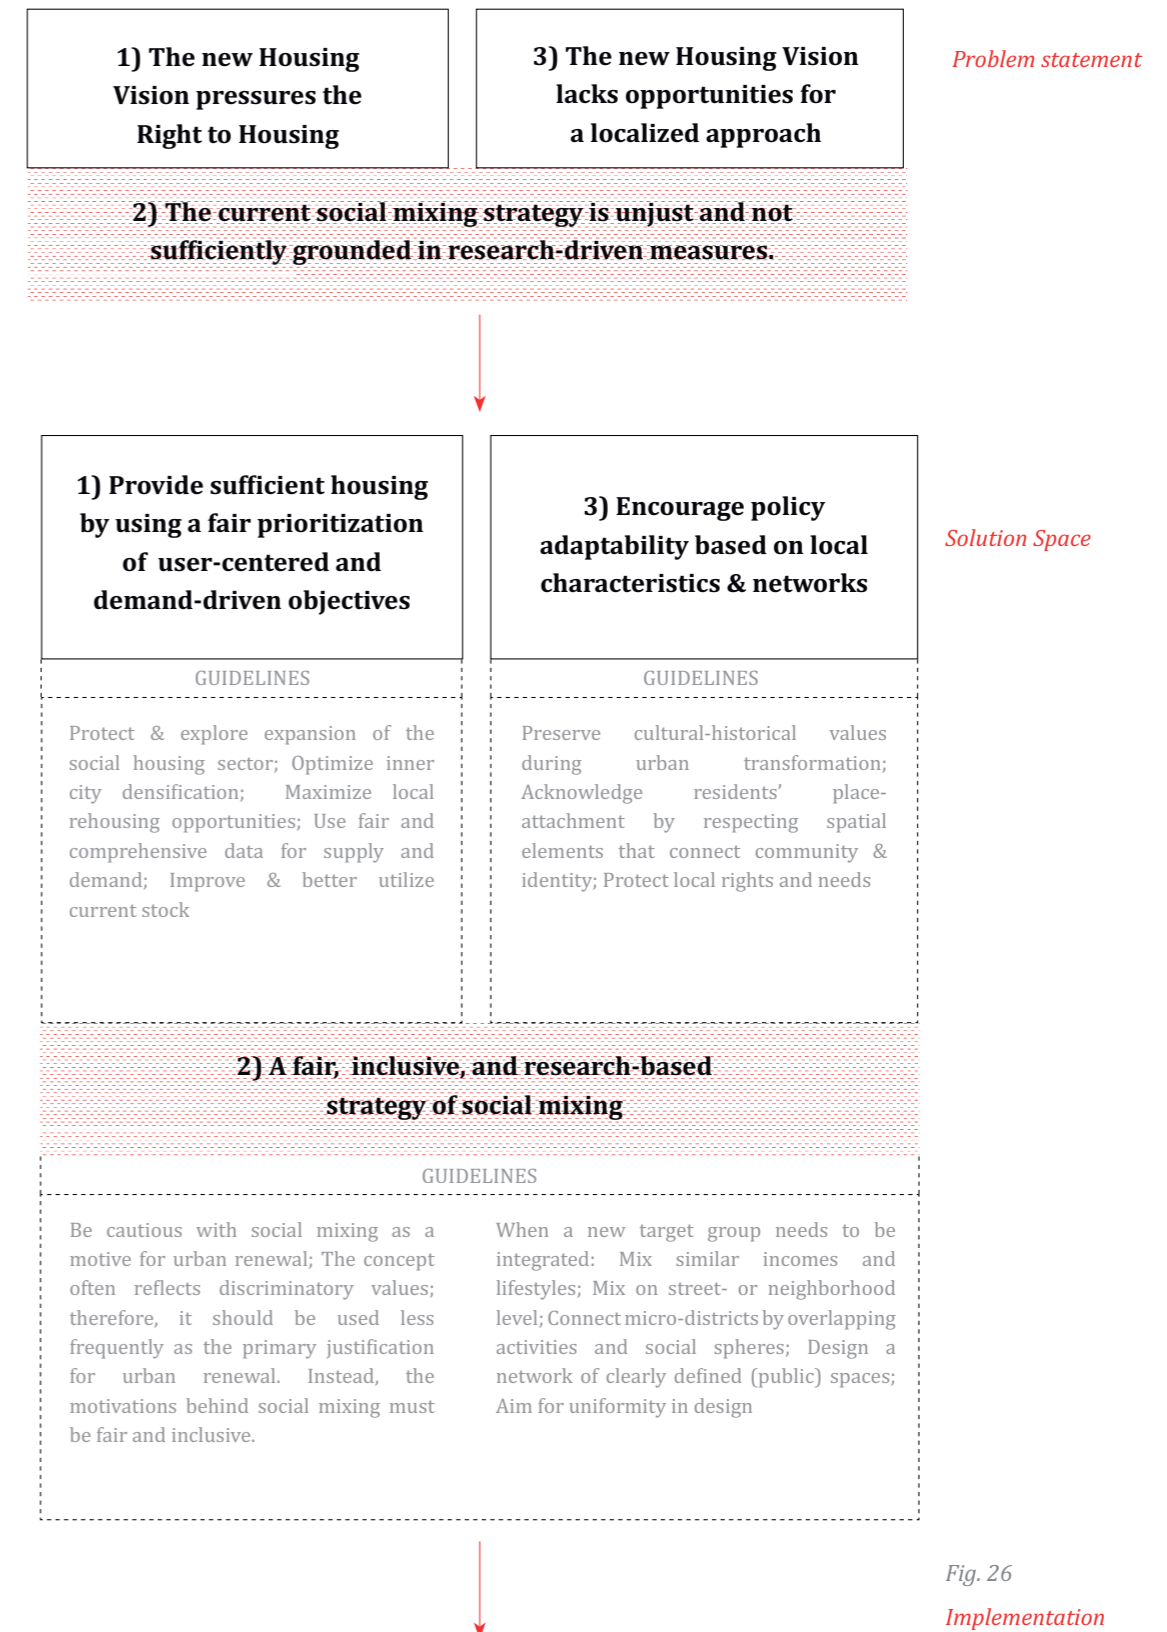 1) The new Housing
Vision pressures the
Right to Housing
3) The new Housing Vision
lacks opportunities for
a localized approach
Problem statement
2) The current social mixing strategy is unjust and not
sufficiently grounded in research-driven measures.
1) Provide sufficient housing
by using a fair prioritization
of user-centered and
demand-driven objectives
3) Encourage policy
adaptability based on local
characteristics & networks
Solution Space
GUIDELINES
Protect & explore expansion of the
social housing sector; Optimize inner
city densification; Maximize local
rehousing opportunities; Use fair and
comprehensive data for supply and
demand; Improve & better utilize
current stock
GUIDELINES
Preserve cultural-historical values
during urban transformation;
Acknowledge residents’ place-
attachment by respecting spatial
elements that connect community &
identity; Protect local rights and needs
2) A fair, inclusive, and research-based
strategy of social mixing
GUIDELINES
Be cautious with social mixing as a
motive for urban renewal; The concept
often reflects discriminatory values;
therefore, it should be used less
frequently as the primary justification
for urban renewal. Instead, the
motivations behind social mixing must
be fair and inclusive.
When a new target group needs to be
integrated: Mix similar incomes and
lifestyles; Mix on street- or neighborhood
level; Connect micro-districts by overlapping
activities and social spheres; Design a
network of clearly defined (public) spaces;
Aim for uniformity in design
Fig. 26
Implementation